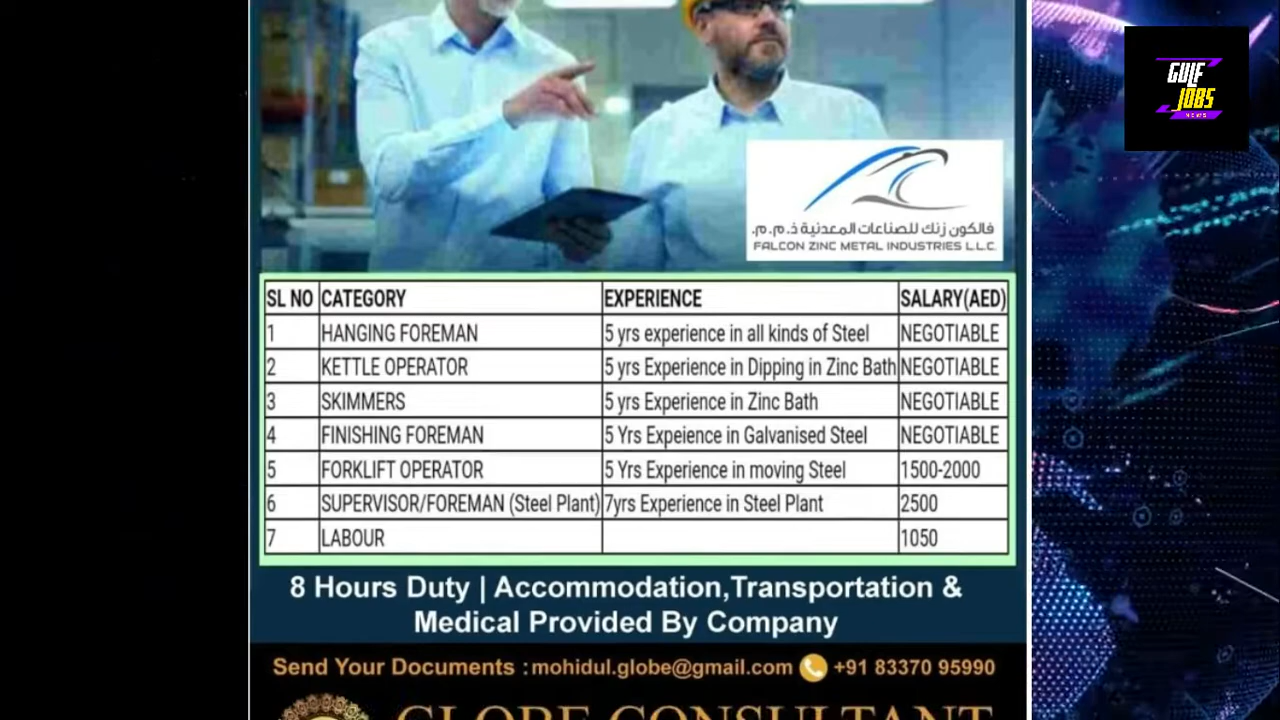 GULF
JOBS
NEWS
فالكون زنك للصناعات المعدنية ذ.م.م.
FALCON ZINC METAL INDUSTRIES L.L.C.
SL NO CATEGORY EXPERIENCE SALARY(AED)
1 HANGING FOREMAN 5 yrs experience in all kinds of Steel NEGOTIABLE
2 KETTLE OPERATOR 5 yrs Experience in Dipping in Zinc Bath NEGOTIABLE
3 SKIMMERS 5 yrs Experience in Zinc Bath NEGOTIABLE
4 FINISHING FOREMAN 5 Yrs Expeience in Galvanised Steel NEGOTIABLE
5 FORKLIFT OPERATOR 5 Yrs Experience in moving Steel 1500-2000
6 SUPERVISOR/FOREMAN (Steel Plant) 7yrs Experience in Steel Plant 2500
7 LABOUR 1050
8 Hours Duty | Accommodation,Transportation &
Medical Provided By Company
Send Your Documents : mohidul.globe@gmail.com +91 83370 95990
GLOBE CONSULTANT